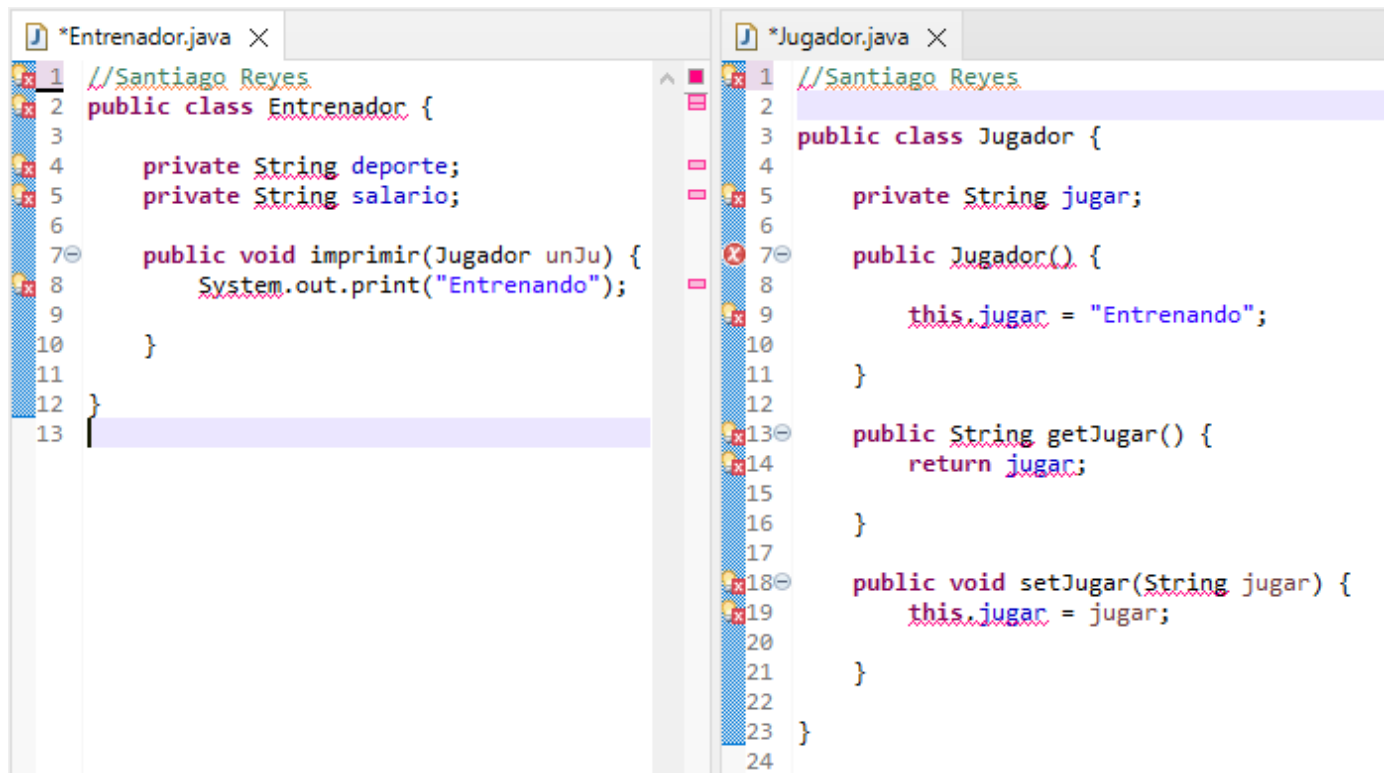 *Entrenador.java
1 //Santiago Reyes
2 public class Entrenador {
3
4 private String deporte;
5 private String salario;
6
7 public void imprimir(Jugador unJu) {
8 System.out.print("Entrenando");
9
10 }
11
12 }
13
*Jugador.java
1 //Santiago Reyes
2
3 public class Jugador {
4
5 private String jugar;
6
7 public Jugador() {
8
9 this.jugar = "Entrenando";
10
11 }
12
13 public String getJugar() {
14 return jugar;
15
16 }
17
18 public void setJugar(String jugar) {
19 this.jugar = jugar;
20
21 }
22
23 }
24